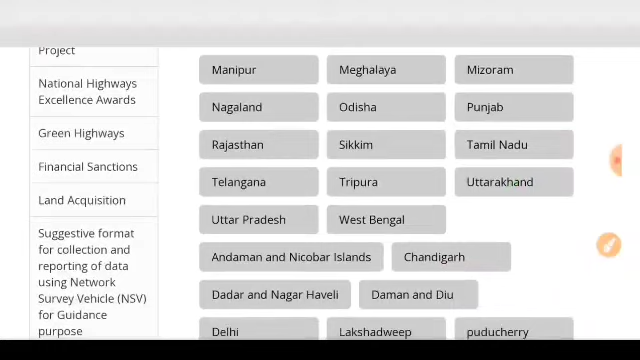 Project
National Highways
Excellence Awards
Green Highways
Financial Sanctions
Land Acquisition
Suggestive format
for collection and
reporting of data
using Network
Survey Vehicle (NSV)
for Guidance
purpose
Manipur Meghalaya Mizoram
Nagaland Odisha Punjab
Rajasthan Sikkim Tamil Nadu
Telangana Tripura Uttarakhand
Uttar Pradesh West Bengal
Andaman and Nicobar Islands Chandigarh
Dadar and Nagar Haveli Daman and Diu
Delhi Lakshadweep puducherry